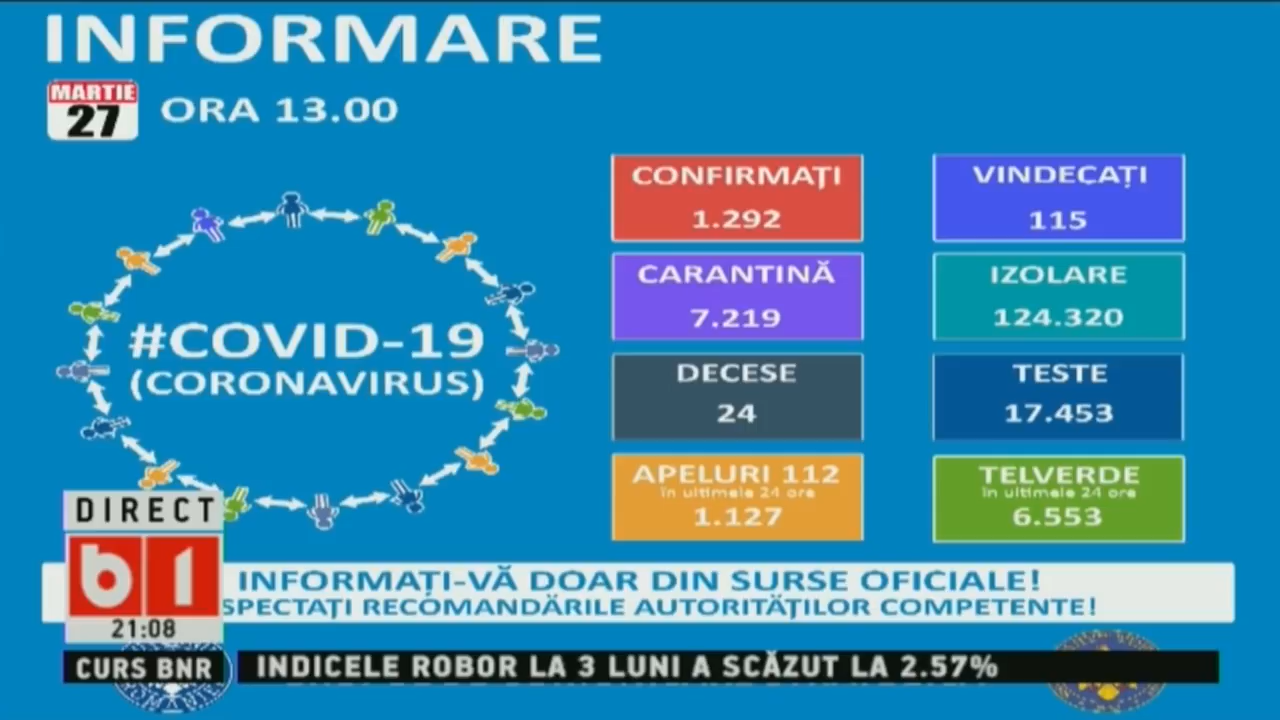 INFORMARE
MARTIE
27
ORA 13.00
CONFIRMAȚI
1.292
VINDECAȚI
115
CARANTINĂ
7.219
IZOLARE
124.320
#COVID-19
(CORONAVIRUS)
DECESE
24
TESTE
17.453
APELURI 112
în ultimele 24 ore
1.127
TELVERDE
în ultimele 24 ore
6.553
DIRECT
b1
21:08
INFORMAȚI-VĂ DOAR DIN SURSE OFICIALE!
SPECTAȚI RECOMANDĂRILE AUTORITĂȚILOR COMPETENTE!
CURS BNR
INDICELE ROBOR LA 3 LUNI A SCĂZUT LA 2.57%